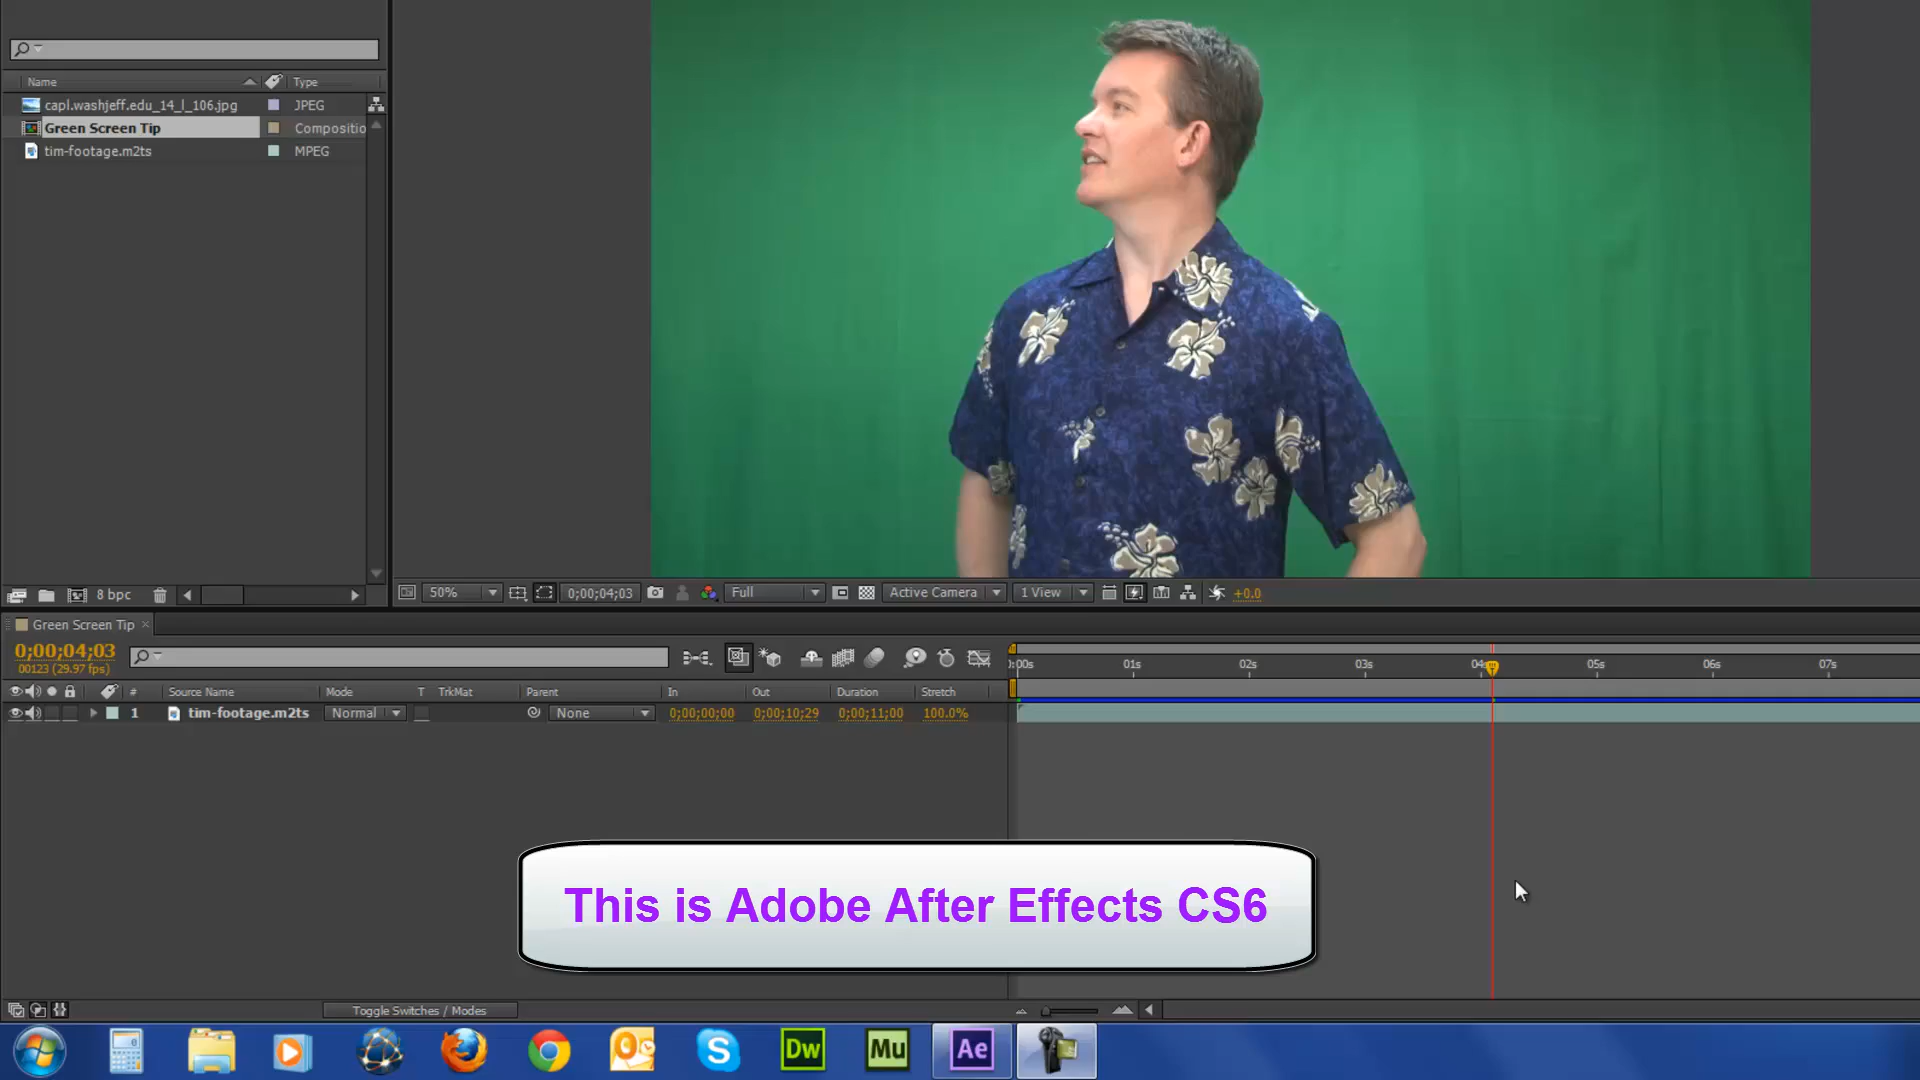 Name Type
capl.washjeff.edu_14_l_106.jpg JPEG
Green Screen Tip Compositio
tim-footage.m2ts MPEG
8 bpc
50% 0;00;04;03 Full Active Camera 1 View +0.0
Green Screen Tip ×
0;00;04;03
00123 (29.97 fps)
:00s 01s 02s 03s 04s 05s 06s 07s
# Source Name Mode T TrkMat Parent In Out Duration Stretch
1 tim-footage.m2ts Normal None 0;00;00;00 0;00;10;29 0;00;11;00 100.0%
This is Adobe After Effects CS6
Toggle Switches / Modes
O S Dw Mu Ae